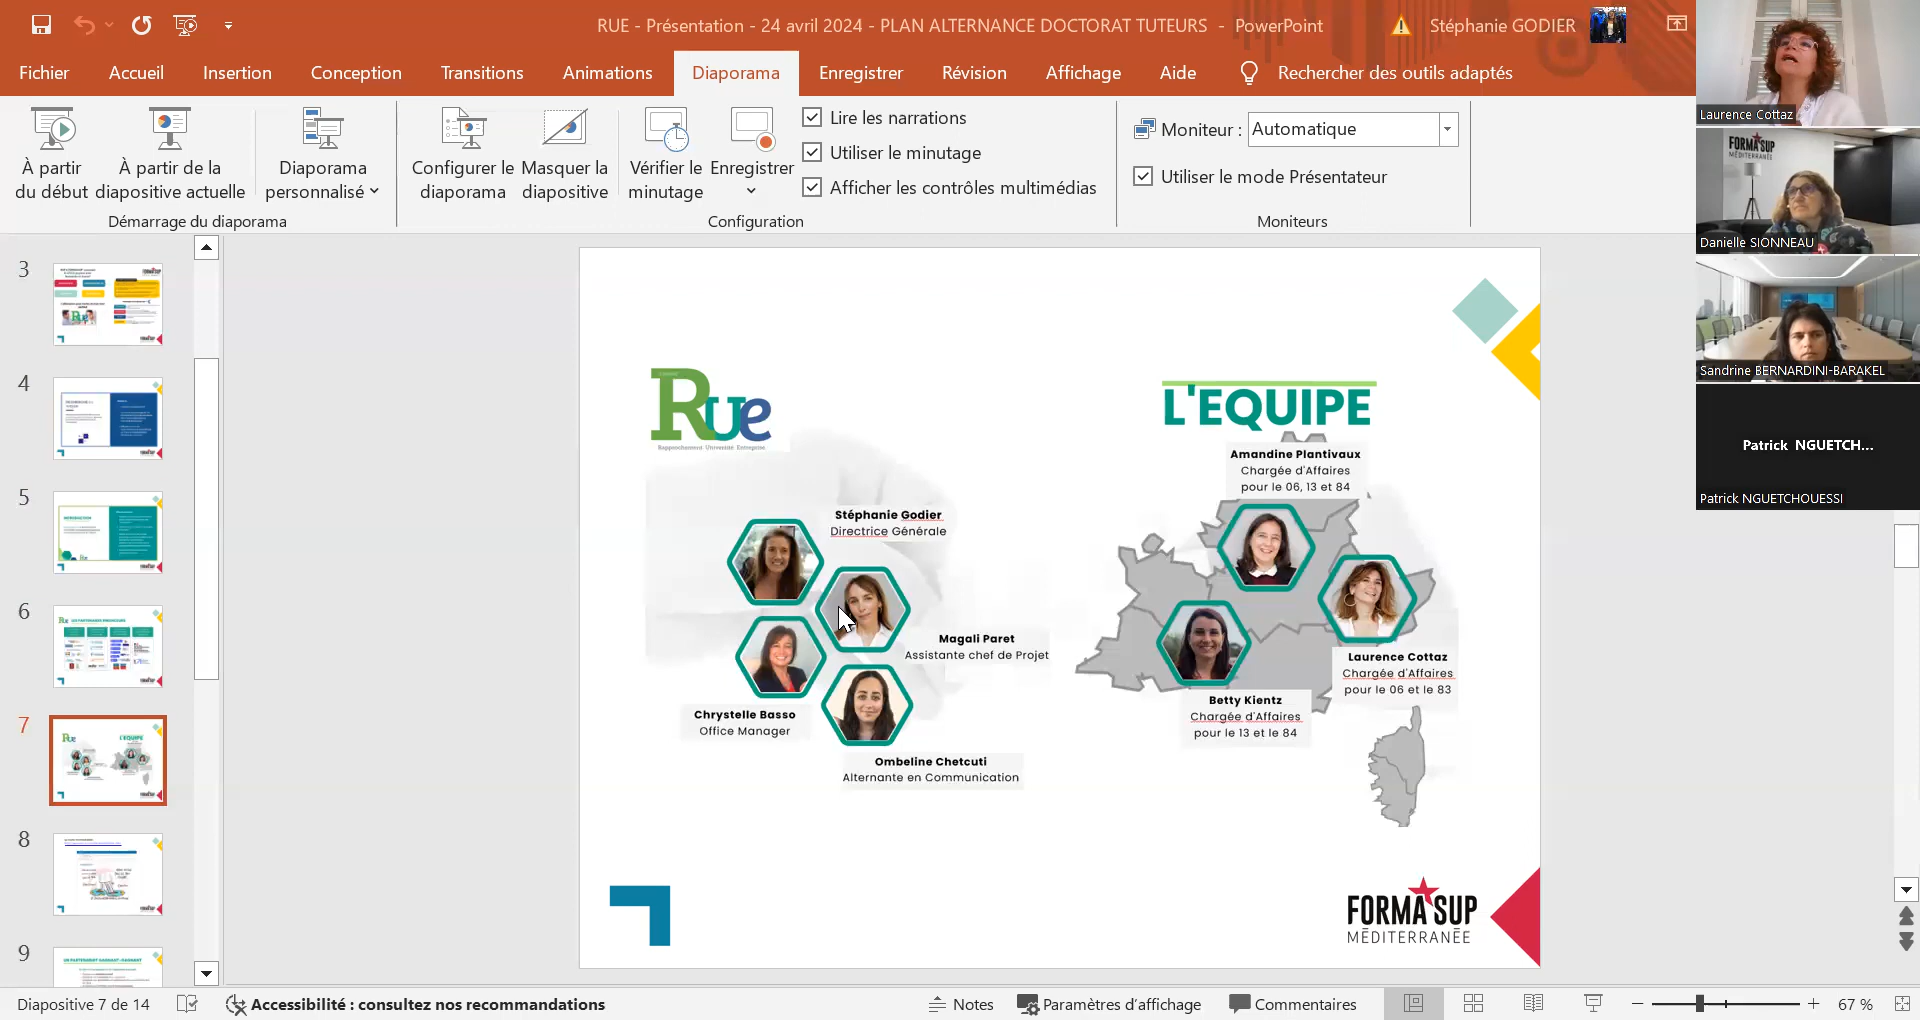 RUE - Présentation - 24 avril 2024 - PLAN ALTERNANCE DOCTORAT TUTEURS - PowerPoint
Stéphanie GODIER
Fichier
Accueil
Insertion
Conception
Transitions
Animations
Diaporama
Enregistrer
Révision
Affichage
Aide
Rechercher des outils adaptés
À partir
du début
À partir de la
diapositive actuelle
Diaporama
personnalisé
Démarrage du diaporama
Configurer le
diaporama
Masquer la
diapositive
Vérifier le
minutage
Enregistrer
Lire les narrations
Utiliser le minutage
Afficher les contrôles multimédias
Configuration
Moniteur :
Automatique
Utiliser le mode Présentateur
Moniteurs
Laurence Cottaz
FORMA SUP
MÉDITERRANÉE
Danielle SIONNEAU
Sandrine BERNARDINI-BARAKEL
Patrick NGUETCH...
Patrick NGUETCHOUESSI
3
4
5
6
7
8
9
Rue
Rapprochement Université Entreprise
L'EQUIPE
Stéphanie Godier
Directrice Générale
Magali Paret
Assistante chef de Projet
Chrystelle Basso
Office Manager
Ombeline Chetcuti
Alternante en Communication
Amandine Plantivaux
Chargée d'Affaires
pour le 06, 13 et 84
Laurence Cottaz
Chargée d'Affaires
pour le 06 et le 83
Betty Kientz
Chargée d'Affaires
pour le 13 et le 84
FORMA SUP
MÉDITERRANÉE
Diapositive 7 de 14
Accessibilité : consultez nos recommandations
Notes
Paramètres d'affichage
Commentaires
67 %